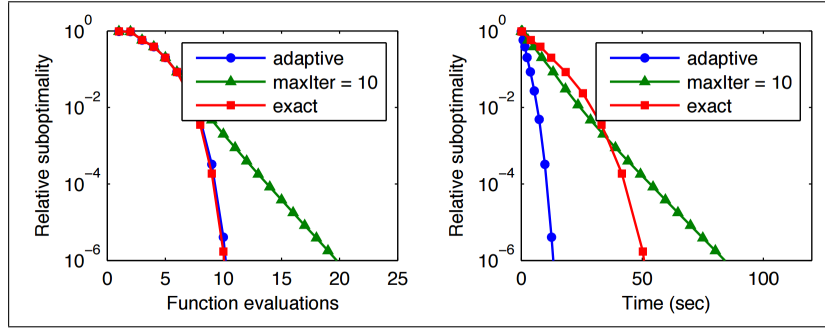 10^0
10^-2
10^-4
10^-6
Relative suboptimality
adaptive
maxIter = 10
exact
0 5 10 15 20 25
Function evaluations
10^0
10^-2
10^-4
10^-6
Relative suboptimality
adaptive
maxIter = 10
exact
0 50 100
Time (sec)